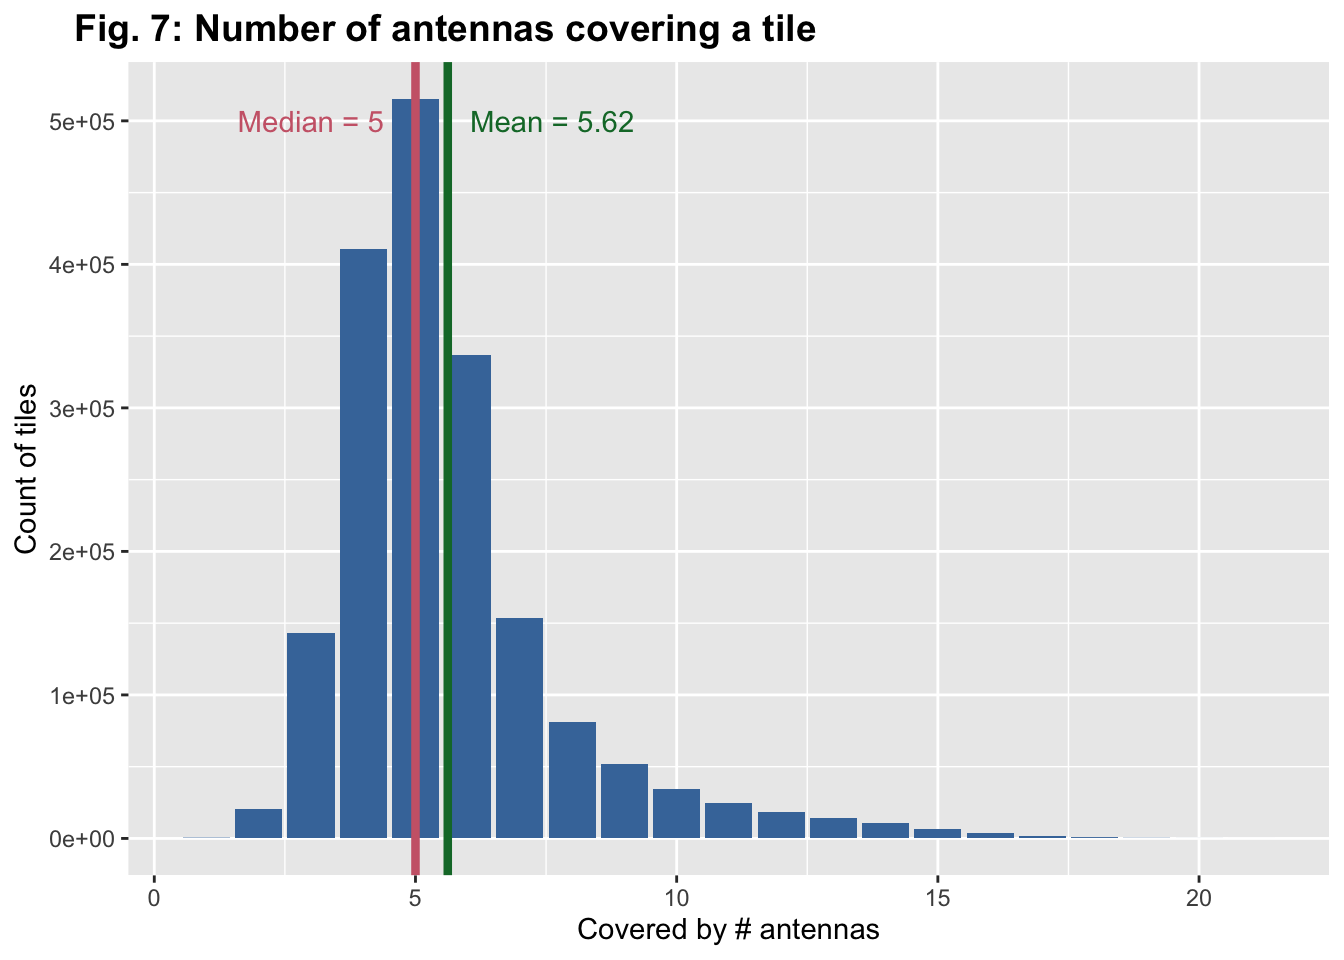 Fig. 7: Number of antennas covering a tile
Median = 5
Mean = 5.62
5e+05
4e+05
3e+05
2e+05
1e+05
0e+00
Count of tiles
0 5 10 15 20
Covered by # antennas